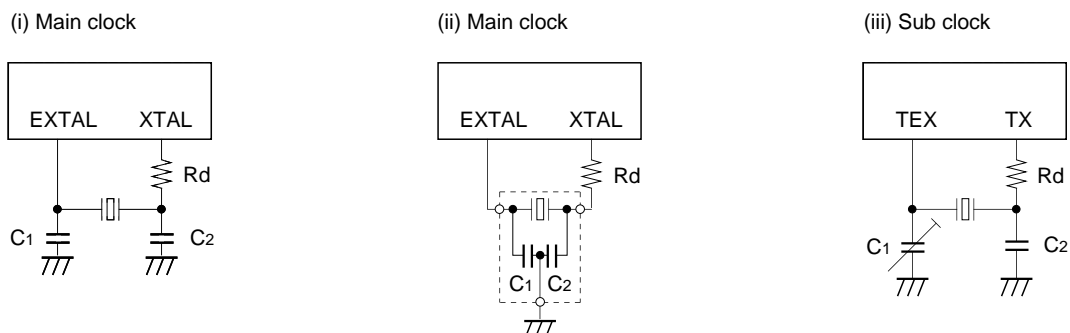 (i) Main clock
EXTAL XTAL
Rd
C1 C2
(ii) Main clock
EXTAL XTAL
Rd
C1 C2
(iii) Sub clock
TEX TX
Rd
C1 C2